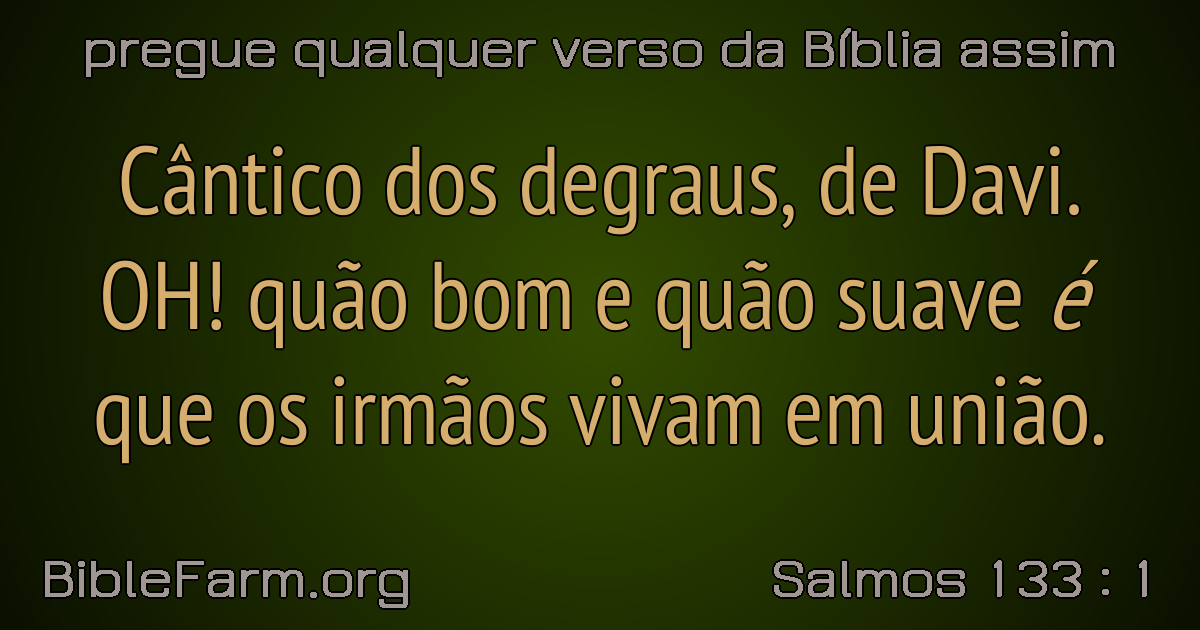 pregue qualquer verso da Bíblia assim
Cântico dos degraus, de Davi.
OH! quão bom e quão suave é
que os irmãos vivam em união.
BibleFarm.org
Salmos 133 : 1